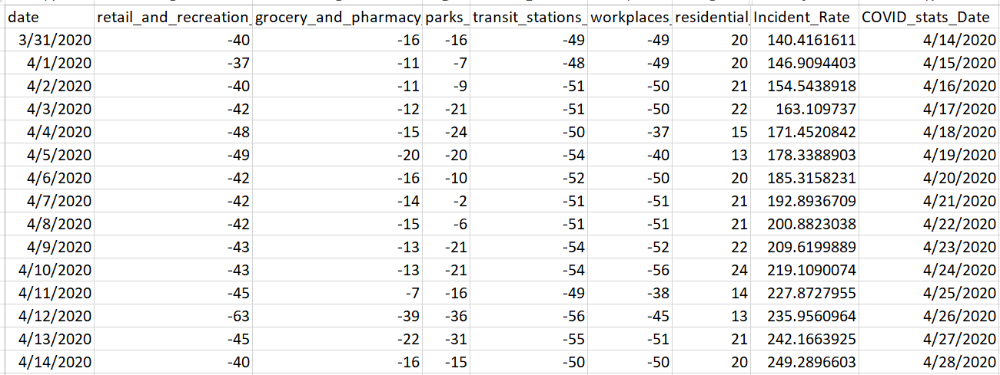 date retail_and_recreation_ grocery_and_pharmacy_ parks_ transit_stations_ workplaces_ residential Incident_Rate COVID_stats_Date
3/31/2020 -40 -16 -16 -49 -49 20 140.4161611 4/14/2020
4/1/2020 -37 -11 -7 -48 -49 20 146.9094403 4/15/2020
4/2/2020 -40 -11 -9 -51 -50 21 154.5438918 4/16/2020
4/3/2020 -42 -12 -21 -51 -50 22 163.109737 4/17/2020
4/4/2020 -48 -15 -24 -50 -37 15 171.4520842 4/18/2020
4/5/2020 -49 -20 -20 -54 -40 13 178.3388903 4/19/2020
4/6/2020 -42 -16 -10 -52 -50 20 185.3158231 4/20/2020
4/7/2020 -42 -14 -2 -51 -51 21 192.8936709 4/21/2020
4/8/2020 -42 -15 -6 -51 -51 21 200.8823038 4/22/2020
4/9/2020 -43 -13 -21 -54 -52 22 209.6199889 4/23/2020
4/10/2020 -43 -13 -21 -54 -56 24 219.1090074 4/24/2020
4/11/2020 -45 -7 -16 -49 -38 14 227.8727955 4/25/2020
4/12/2020 -63 -39 -36 -56 -45 13 235.9560964 4/26/2020
4/13/2020 -45 -22 -31 -55 -51 21 242.1663925 4/27/2020
4/14/2020 -40 -16 -15 -50 -50 20 249.2896603 4/28/2020